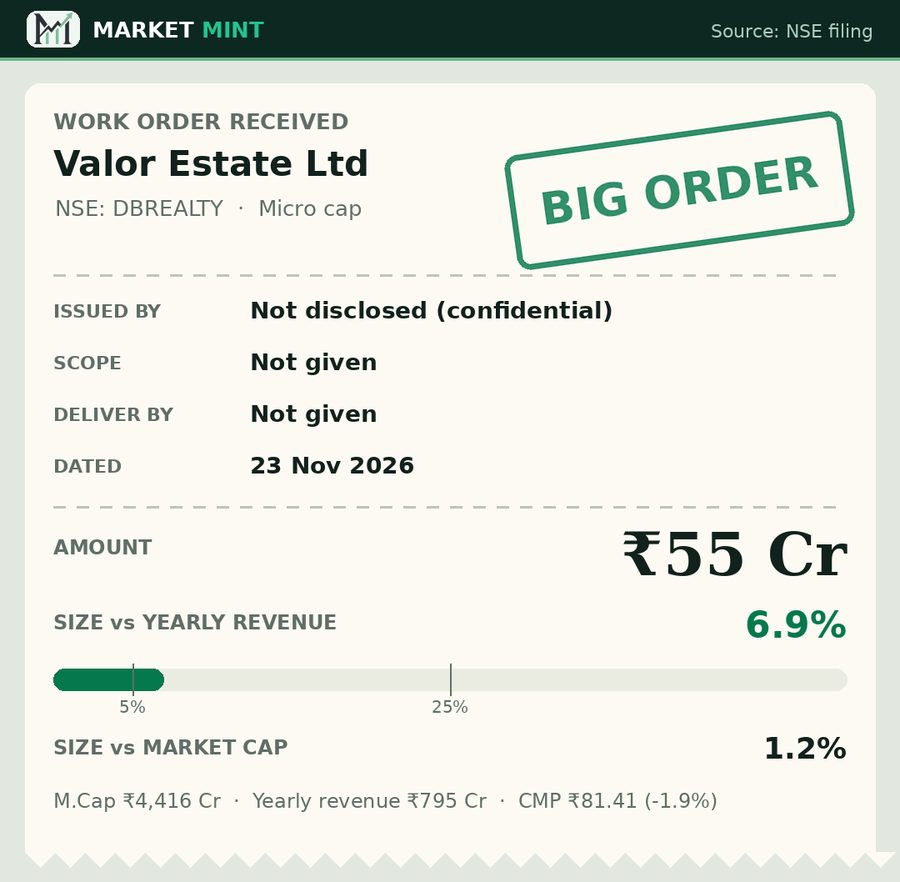 MARKET MINT
Source: NSE filing
WORK ORDER RECEIVED
Valor Estate Ltd
NSE: DBREALTY · Micro cap
BIG ORDER
ISSUED BY Not disclosed (confidential)
SCOPE Not given
DELIVER BY Not given
DATED 23 Nov 2026
AMOUNT ₹55 Cr
SIZE vs YEARLY REVENUE 6.9%
5% 25%
SIZE vs MARKET CAP 1.2%
M.Cap ₹4,416 Cr · Yearly revenue ₹795 Cr · CMP ₹81.41 (-1.9%)